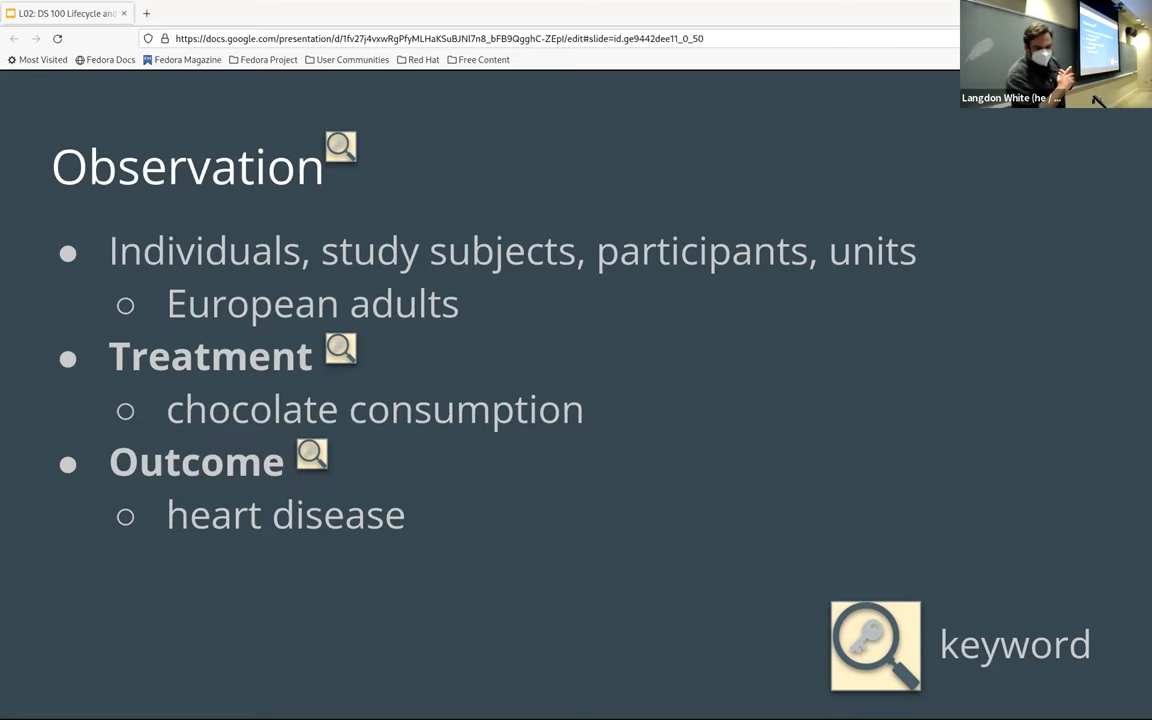 L02: DS 100 Lifecycle and
https://docs.google.com/presentation/d/1fv27j4vxwRgPfyMLHaKSuBJNl7n8_bFB9QgghC-ZEpI/edit#slide=id.ge9442dee11_0_50
Most Visited Fedora Docs Fedora Magazine Fedora Project User Communities Red Hat Free Content
Langdon White (he / ...
Observation
● Individuals, study subjects, participants, units
○ European adults
● Treatment
○ chocolate consumption
● Outcome
○ heart disease
keyword